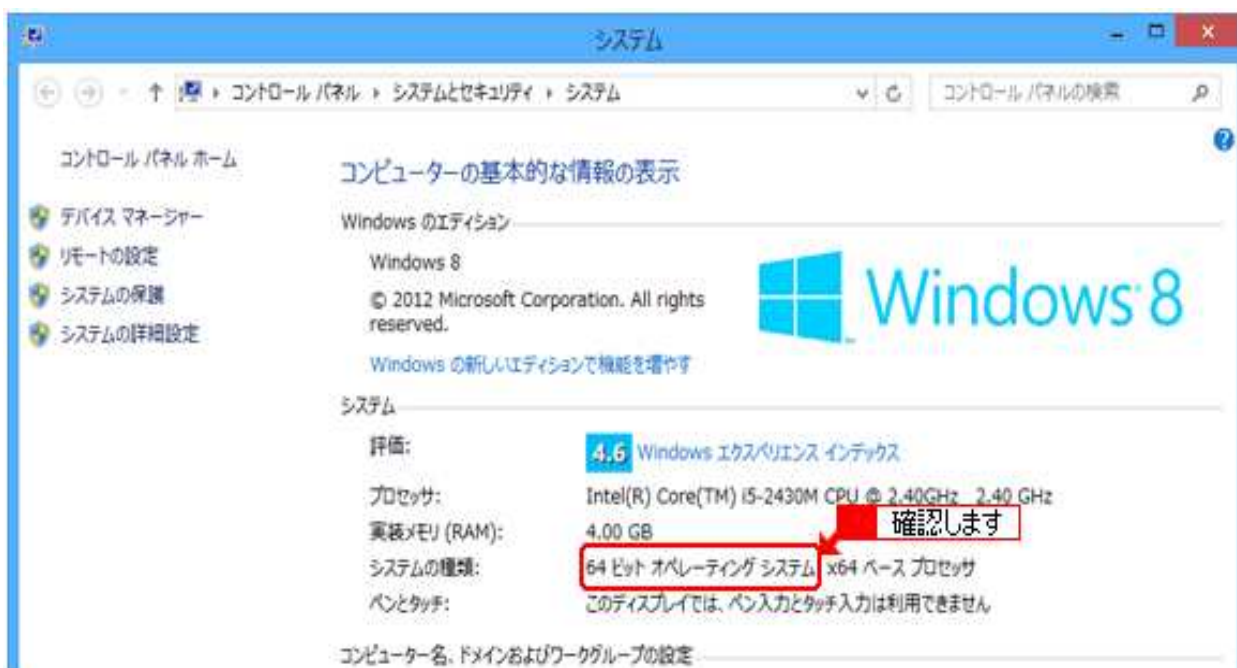 システム
コントロール パネル ▸ システムとセキュリティ ▸ システム
コントロール パネルの検索
コントロール パネル ホーム
デバイス マネージャー
リモートの設定
システムの保護
システムの詳細設定
コンピューターの基本的な情報の表示
Windows のエディション
Windows 8
© 2012 Microsoft Corporation. All rights
reserved.
Windows の新しいエディションで機能を増やす
Windows 8
システム
評価:
4.6 Windows エクスペリエンス インデックス
プロセッサ:
Intel(R) Core(TM) i5-2430M CPU @ 2.40GHz 2.40 GHz
実装メモリ (RAM):
4.00 GB
確認します
システムの種類:
64 ビット オペレーティング システム x64 ベース プロセッサ
ペンとタッチ:
このディスプレイでは、ペン入力とタッチ入力は利用できません
コンピューター名、ドメインおよびワークグループの設定